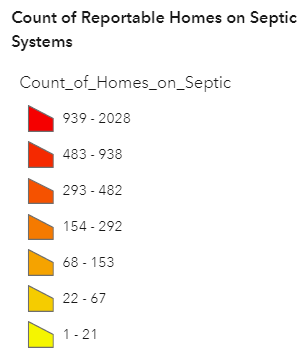 Count of Reportable Homes on Septic
Systems
Count_of_Homes_on_Septic
939 - 2028
483 - 938
293 - 482
154 - 292
68 - 153
22 - 67
1 - 21